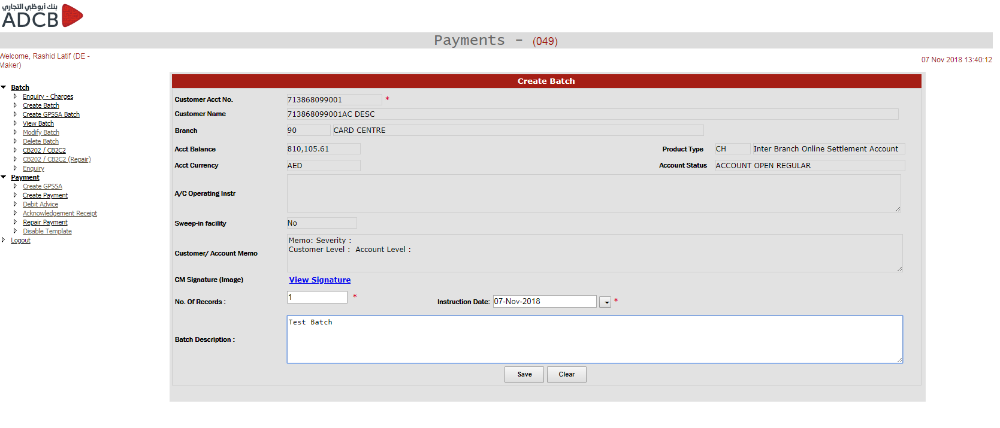 بنك أبوظبي التجاري
ADCB
Payments - (049)
Welcome, Rashid Latif (DE -
Maker)
07 Nov 2018 13:40:12
Batch
Enquiry - Charges
Create Batch
Create GPSSA Batch
View Batch
Modify Batch
Delete Batch
CB202 / CB2C2
CB202 / CB2C2 (Repair)
Enquiry
Payment
Create GPSSA
Create Payment
Debit Advice
Acknowledgement Receipt
Repair Payment
Disable Template
Logout
Create Batch
Customer Acct No. 713868099001 *
Customer Name 713868099001AC DESC
Branch 90 CARD CENTRE
Acct Balance 810,105.61 Product Type CH Inter Branch Online Settlement Account
Acct Currency AED Account Status ACCOUNT OPEN REGULAR
A/C Operating Instr
Sweep-in facility No
Customer/ Account Memo
Memo: Severity :
Customer Level : Account Level :
CM Signature (Image) View Signature
No. Of Records : 1 * Instruction Date: 07-Nov-2018 *
Batch Description : Test Batch
Save Clear